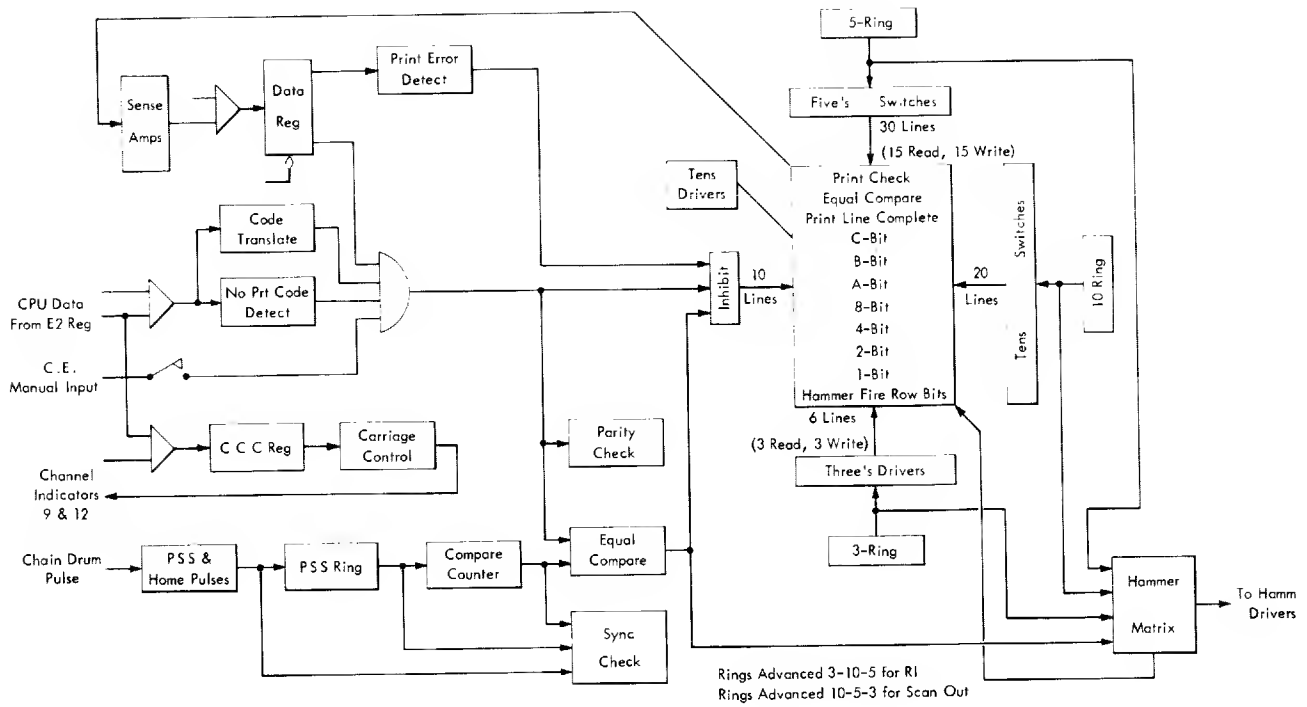 5-Ring
Print Error
Detect
Data
Reg
Sense
Amps
Five's Switches
30 Lines
(15 Read, 15 Write)
Tens
Drivers
Print Check
Equal Compare
Print Line Complete
C-Bit
B-Bit
A-Bit
8-Bit
4-Bit
2-Bit
1-Bit
Hammer Fire Row Bits
Tens Switches
10 Ring
20
Lines
Code
Translate
No Prt Code
Detect
CPU Data
From E2 Reg
Inhibit
10
Lines
C.E.
Manual Input
6 Lines
(3 Read, 3 Write)
C C C Reg
Carriage
Control
Parity
Check
Three's Drivers
Channel
Indicators
9 & 12
3-Ring
Chain Drum
Pulse
PSS &
Home Pulses
PSS Ring
Compare
Counter
Equal
Compare
Hammer
Matrix
To Hamm
Drivers
Sync
Check
Rings Advanced 3-10-5 for RI
Rings Advanced 10-5-3 for Scan Out